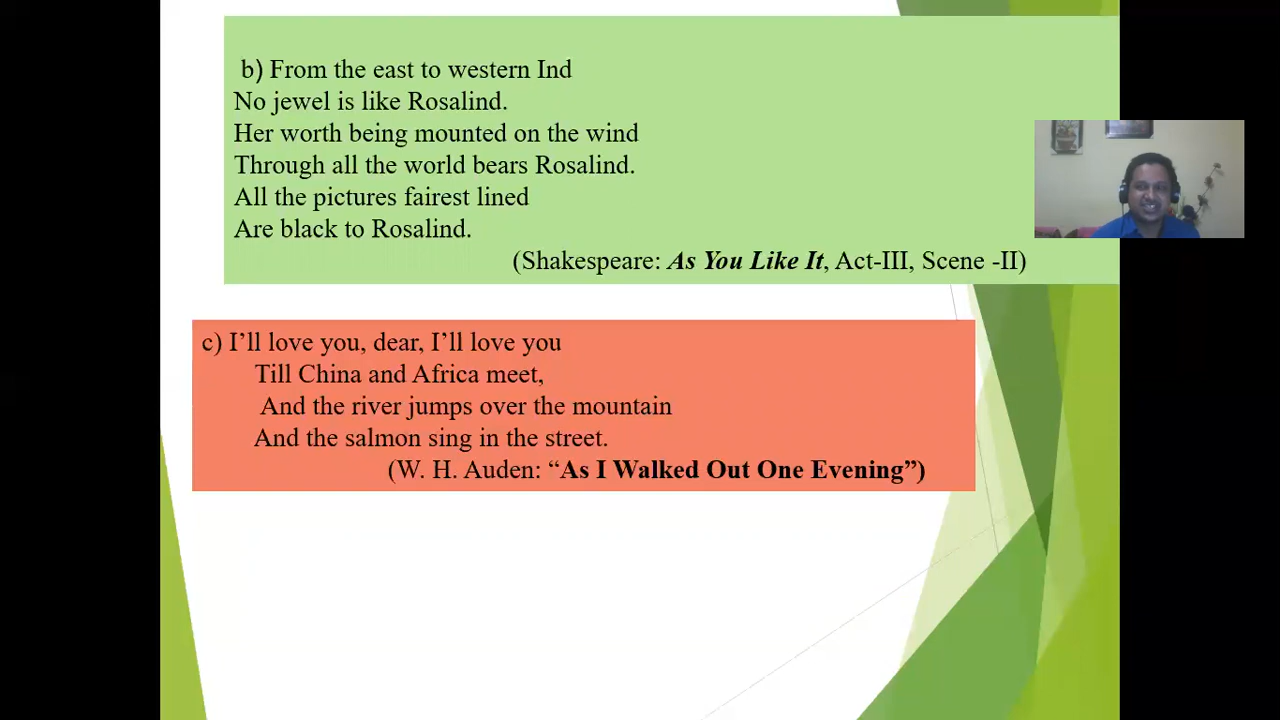 b) From the east to western Ind
No jewel is like Rosalind.
Her worth being mounted on the wind
Through all the world bears Rosalind.
All the pictures fairest lined
Are black to Rosalind.
(Shakespeare: As You Like It, Act-III, Scene -II)
c) I’ll love you, dear, I’ll love you
Till China and Africa meet,
And the river jumps over the mountain
And the salmon sing in the street.
(W. H. Auden: “As I Walked Out One Evening”)